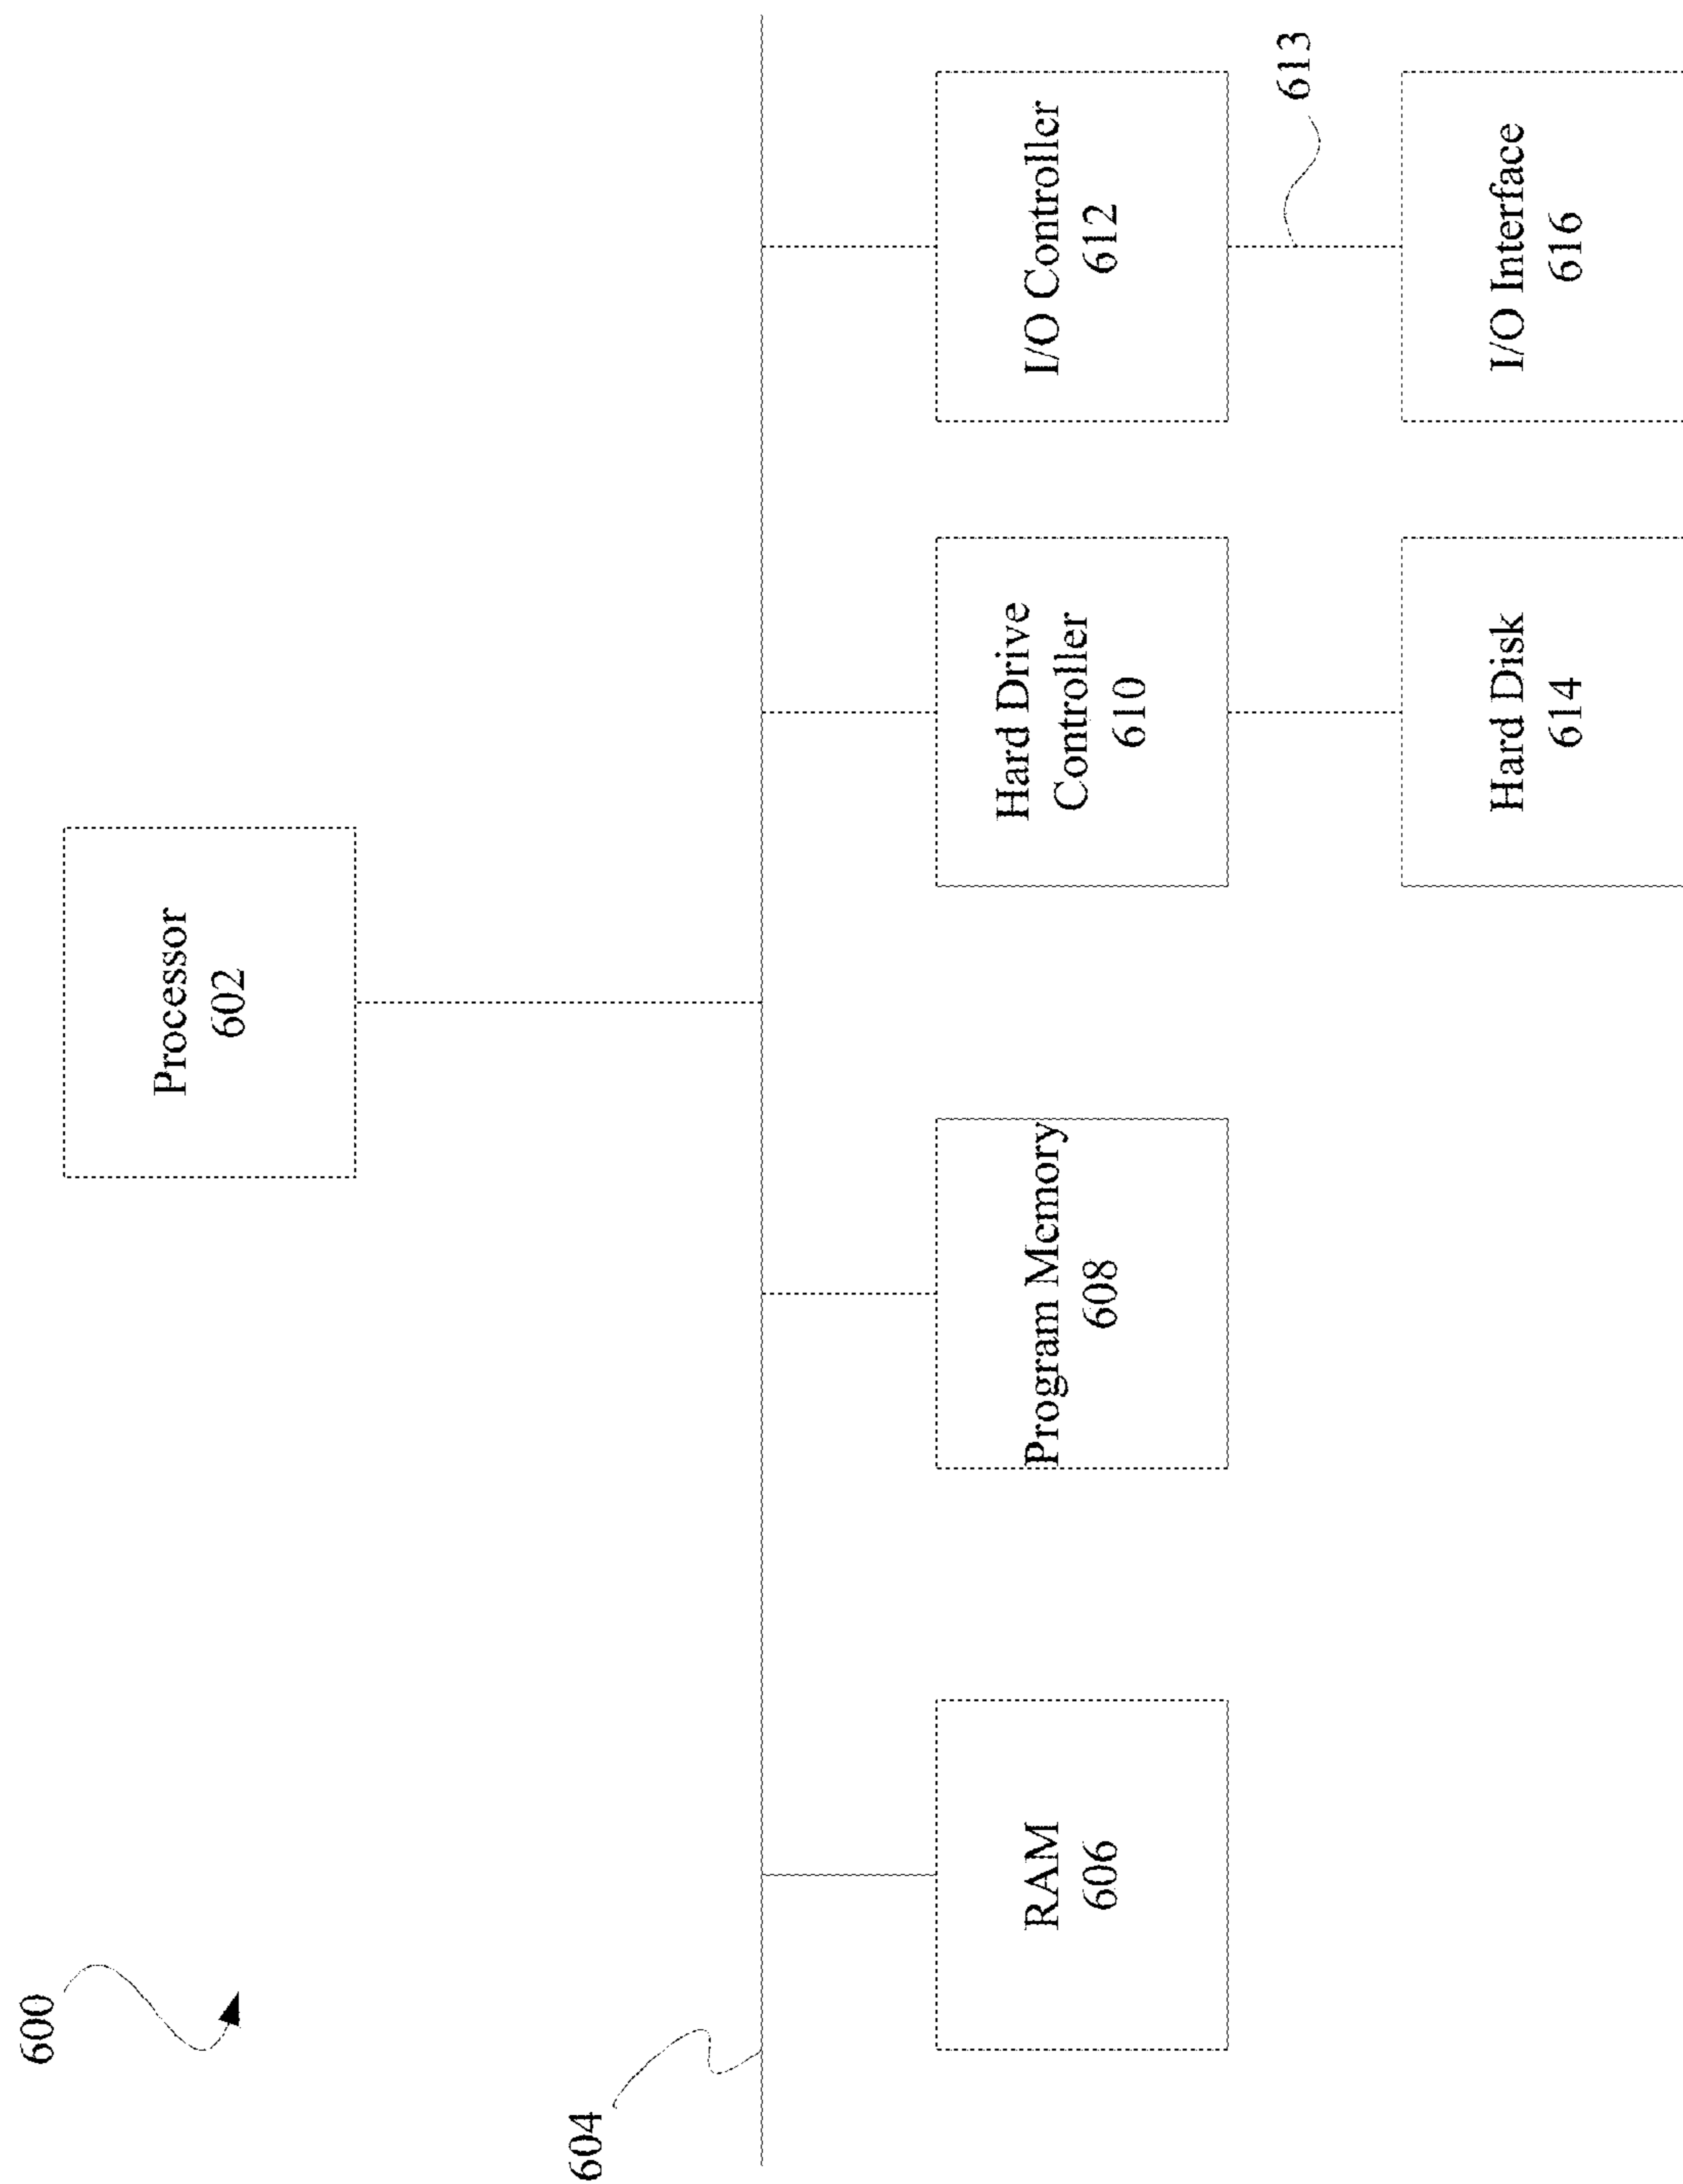 600
Processor
602
604
RAM
606
Program Memory
608
Hard Drive
Controller
610
I/O Controller
612
613
Hard Disk
614
I/O Interface
616